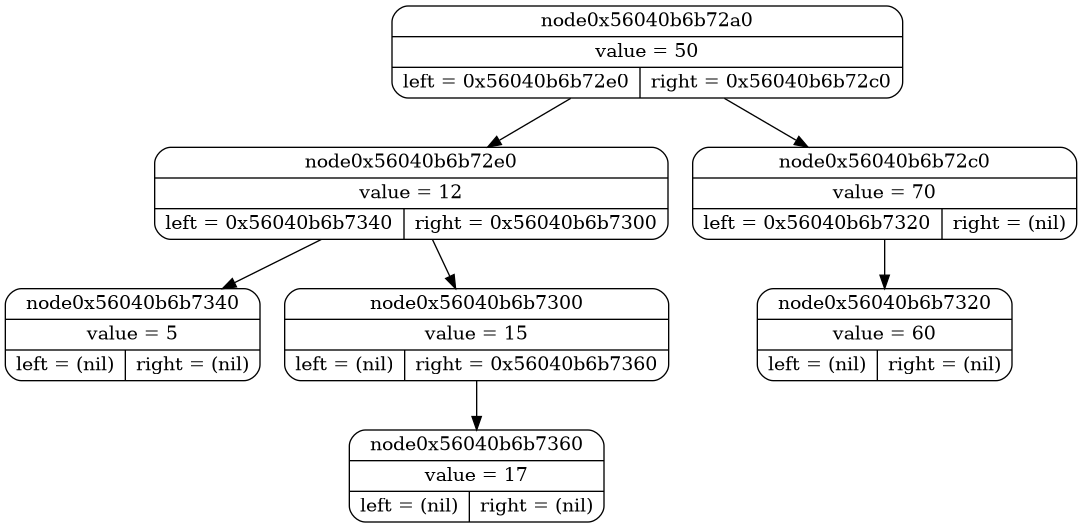 node0x56040b6b72a0
value = 50
left = 0x56040b6b72e0 right = 0x56040b6b72c0
node0x56040b6b72e0
value = 12
left = 0x56040b6b7340 right = 0x56040b6b7300
node0x56040b6b72c0
value = 70
left = 0x56040b6b7320 right = (nil)
node0x56040b6b7340
value = 5
left = (nil) right = (nil)
node0x56040b6b7300
value = 15
left = (nil) right = 0x56040b6b7360
node0x56040b6b7320
value = 60
left = (nil) right = (nil)
node0x56040b6b7360
value = 17
left = (nil) right = (nil)